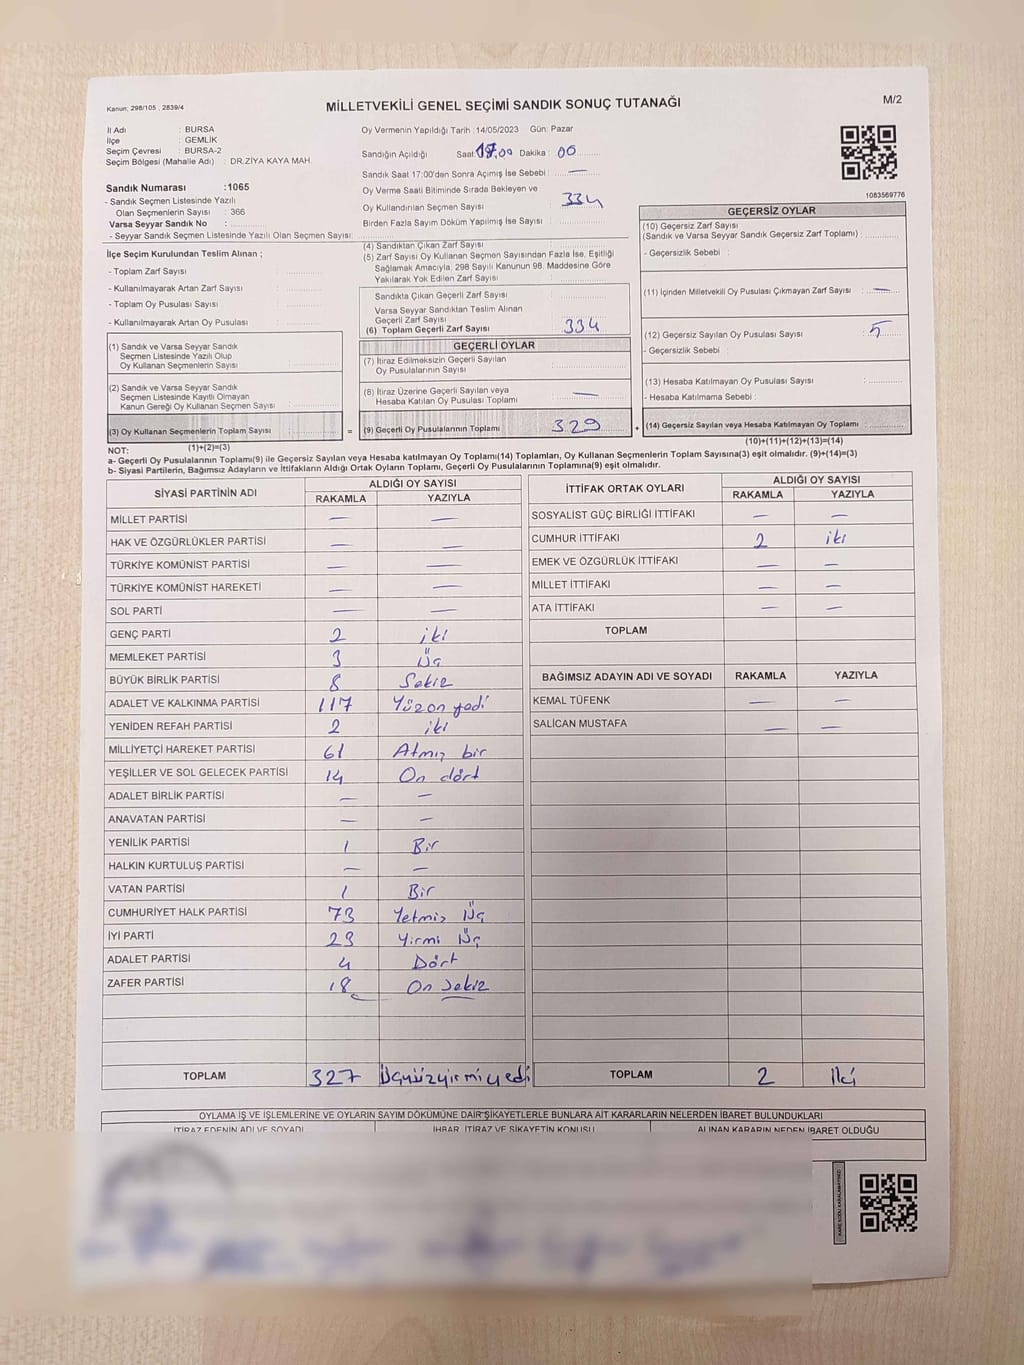 Kanun: 298/105 , 2839/4
MİLLETVEKİLİ GENEL SEÇİMİ SANDIK SONUÇ TUTANAĞI
M/2
İl Adı : BURSA
İlçe : GEMLİK
Seçim Çevresi : BURSA-2
Seçim Bölgesi (Mahalle Adı) : DR.ZİYA KAYA MAH.
Sandık Numarası :1065
- Sandık Seçmen Listesinde Yazılı
Olan Seçmenlerin Sayısı : 366
Varsa Seyyar Sandık No :
- Seyyar Sandık Seçmen Listesinde Yazılı Olan Seçmen Sayısı:
Oy Vermenin Yapıldığı Tarih : 14/05/2023 Gün: Pazar
Sandığın Açıldığı Saat: 17.00 Dakika : 00
Sandık Saat 17:00'den Sonra Açımış İse Sebebi : —
Oy Verme Saati Bitiminde Sırada Bekleyen ve
Oy Kullandırılan Seçmen Sayısı : 334
Birden Fazla Sayım Döküm Yapılmış İse Sayısı :
1083569776
İlçe Seçim Kurulundan Teslim Alınan ;
- Toplam Zarf Sayısı :
- Kullanılmayarak Artan Zarf Sayısı :
- Toplam Oy Pusulası Sayısı :
- Kullanılmayarak Artan Oy Pusulası :
(1) Sandık ve Varsa Seyyar Sandık
Seçmen Listesinde Yazılı Olup
Oy Kullanan Seçmenlerin Sayısı :
(2) Sandık ve Varsa Seyyar Sandık
Seçmen Listesinde Kayıtlı Olmayan
Kanun Gereği Oy Kullanan Seçmen Sayısı :
(3) Oy Kullanan Seçmenlerin Toplam Sayısı :
(1)+(2)=(3)
(4) Sandıktan Çıkan Zarf Sayısı :
(5) Zarf Sayısı Oy Kullanan Seçmen Sayısından Fazla İse, Eşitliği
Sağlamak Amacıyla, 298 Sayılı Kanunun 98. Maddesine Göre
Yakılarak Yok Edilen Zarf Sayısı :
Sandıkta Çıkan Geçerli Zarf Sayısı :
Varsa Seyyar Sandıktan Teslim Alınan
Geçerli Zarf Sayısı :
(6) Toplam Geçerli Zarf Sayısı : 334
GEÇERLİ OYLAR
(7) İtiraz Edilmeksizin Geçerli Sayılan
Oy Pusulalarının Sayısı :
(8) İtiraz Üzerine Geçerli Sayılan veya
Hesaba Katılan Oy Pusulası Toplamı : —
= (9) Geçerli Oy Pusulalarının Toplamı : 329 +
GEÇERSİZ OYLAR
(10) Geçersiz Zarf Sayısı
(Sandık ve Varsa Seyyar Sandık Geçersiz Zarf Toplamı) :
- Geçersizlik Sebebi :
(11) İçinden Milletvekili Oy Pusulası Çıkmayan Zarf Sayısı : —
(12) Geçersiz Sayılan Oy Pusulası Sayısı : 5
- Geçersizlik Sebebi :
(13) Hesaba Katılmayan Oy Pusulası Sayısı :
- Hesaba Katılmama Sebebi :
(14) Geçersiz Sayılan veya Hesaba Katılmayan Oy Toplamı :
(10)+(11)+(12)+(13)=(14)
NOT:
a- Geçerli Oy Pusulalarının Toplamı(9) ile Geçersiz Sayılan veya Hesaba katılmayan Oy Toplamı(14) Toplamları, Oy Kullanan Seçmenlerin Toplam Sayısına(3) eşit olmalıdır. (9)+(14)=(3)
b- Siyasi Partilerin, Bağımsız Adayların ve İttifakların Aldığı Ortak Oyların Toplamı, Geçerli Oy Pusulalarının Toplamına(9) eşit olmalıdır.
SİYASİ PARTİNİN ADI ALDIĞI OY SAYISI
RAKAMLA YAZIYLA
MİLLET PARTİSİ — —
HAK VE ÖZGÜRLÜKLER PARTİSİ — —
TÜRKİYE KOMÜNİST PARTİSİ — —
TÜRKİYE KOMÜNİST HAREKETİ — —
SOL PARTİ — —
GENÇ PARTİ 2 iki
MEMLEKET PARTİSİ 3 Üç
BÜYÜK BİRLİK PARTİSİ 8 Sekiz
ADALET VE KALKINMA PARTİSİ 117 Yüzon yedi
YENİDEN REFAH PARTİSİ 2 iki
MİLLİYETÇİ HAREKET PARTİSİ 61 Atmış bir
YEŞİLLER VE SOL GELECEK PARTİSİ 14 On dört
ADALET BİRLİK PARTİSİ — —
ANAVATAN PARTİSİ — —
YENİLİK PARTİSİ 1 Bir
HALKIN KURTULUŞ PARTİSİ — —
VATAN PARTİSİ 1 Bir
CUMHURİYET HALK PARTİSİ 73 Yetmiş Üç
İYİ PARTİ 23 Yirmi Üç
ADALET PARTİSİ 4 Dört
ZAFER PARTİSİ 18 On sekiz
TOPLAM 327 Üçyüzyirmiyedi
İTTİFAK ORTAK OYLARI ALDIĞI OY SAYISI
RAKAMLA YAZIYLA
SOSYALİST GÜÇ BİRLİĞİ İTTİFAKI — —
CUMHUR İTTİFAKI 2 iki
EMEK VE ÖZGÜRLÜK İTTİFAKI — —
MİLLET İTTİFAKI — —
ATA İTTİFAKI — —
TOPLAM
BAĞIMSIZ ADAYIN ADI VE SOYADI RAKAMLA YAZIYLA
KEMAL TÜFENK — —
SALİCAN MUSTAFA — —
TOPLAM 2 iki
OYLAMA İŞ VE İŞLEMLERİNE VE OYLARIN SAYIM DÖKÜMÜNE DAİR ŞİKAYETLERLE BUNLARA AİT KARARLARIN NELERDEN İBARET BULUNDUKLARI
İTİRAZ EDENİN ADI VE SOYADI İHBAR, İTİRAZ VE ŞİKAYETİN KONUSU ALINAN KARARIN NEDEN İBARET OLDUĞU